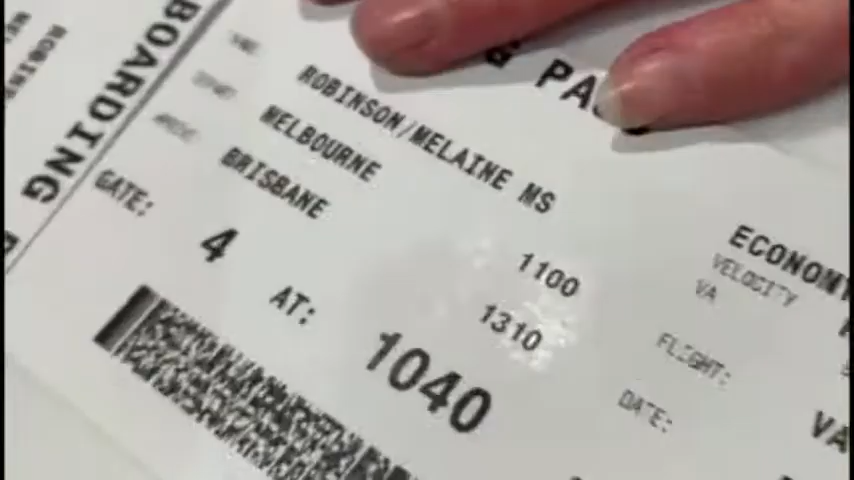 BOARDING
ROBINSON/MELAINE MS
MELBOURNE 1100
BRISBANE 1310
GATE:
4
AT:
1040
ECONOMY
VELOCITY
VA
FLIGHT:
DATE:
VA